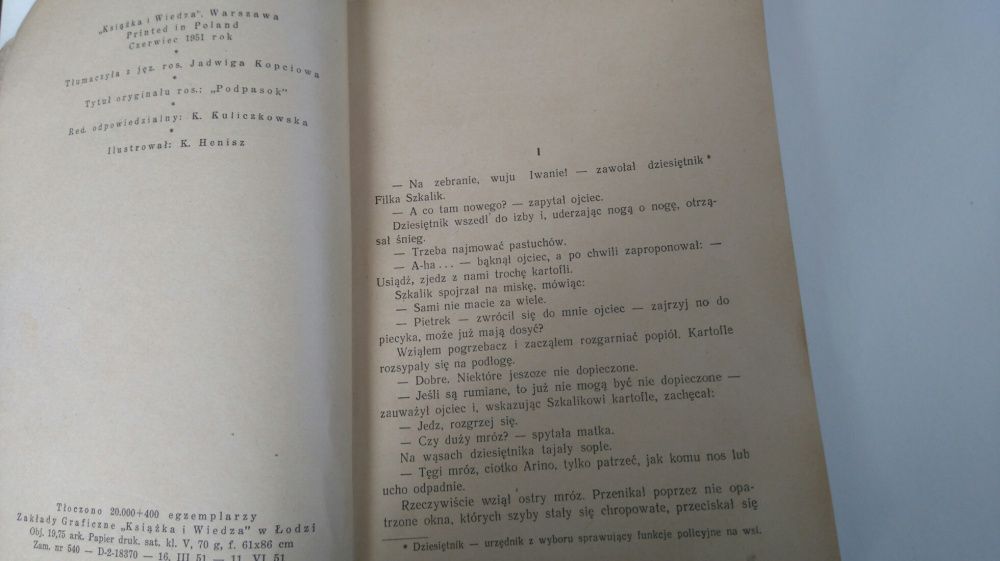 „Książka i Wiedza", Warszawa
Printed in Poland
Czerwiec 1951 rok
*
Tłumaczyła z jęz. ros. Jadwiga Kopciowa
*
Tytuł oryginału ros.: „Podpasok"
*
Red. odpowiedzialny: K. Kuliczkowska
*
Ilustrował: K. Henisz
Tłoczono 20.000+400 egzemplarzy
Zakłady Graficzne „Książka i Wiedza" w Łodzi
Obj. 19,75 ark. Papier druk. sat. kl. V, 70 g, f. 61x86 cm
Zam. nr 540 — D-2-18370 — 16. III 51 — 11. VI 51
I
— Na zebranie, wuju Iwanie! — zawołał dziesiętnik *
Filka Szkalik.
— A co tam nowego? — zapytał ojciec.
Dziesiętnik wszedł do izby i, uderzając nogą o nogę, otrzą-
sał śnieg.
— Trzeba najmować pastuchów.
— A-ha... — bąknął ojciec, a po chwili zaproponował: —
Usiądź, zjedz z nami trochę kartofli.
Szkalik spojrzał na miskę, mówiąc:
— Sami nie macie za wiele.
— Pietrek — zwrócił się do mnie ojciec — zajrzyj no do
piecyka, może już mają dosyć?
Wziąłem pogrzebacz i zacząłem rozgarniać popiół. Kartofle
rozsypały się na podłogę.
— Dobre. Niektóre jeszcze nie dopieczone.
— Jeśli są rumiane, to już nie mogą być nie dopieczone —
zauważył ojciec i, wskazując Szkalikowi kartofle, zachęcał:
— Jedz, rozgrzej się.
— Czy duży mróz? — spytała matka.
Na wąsach dziesiętnika tajały sople.
— Tęgi mróz, ciotko Arino, tylko patrzeć, jak komu nos lub
ucho odpadnie.
Rzeczywiście wziął ostry mróz. Przenikał poprzez nie opa-
trzone okna, których szyby stały się chropowate, przeciskał się
* Dziesiętnik — urzędnik z wyboru sprawujący funkcje policyjne na wsi.